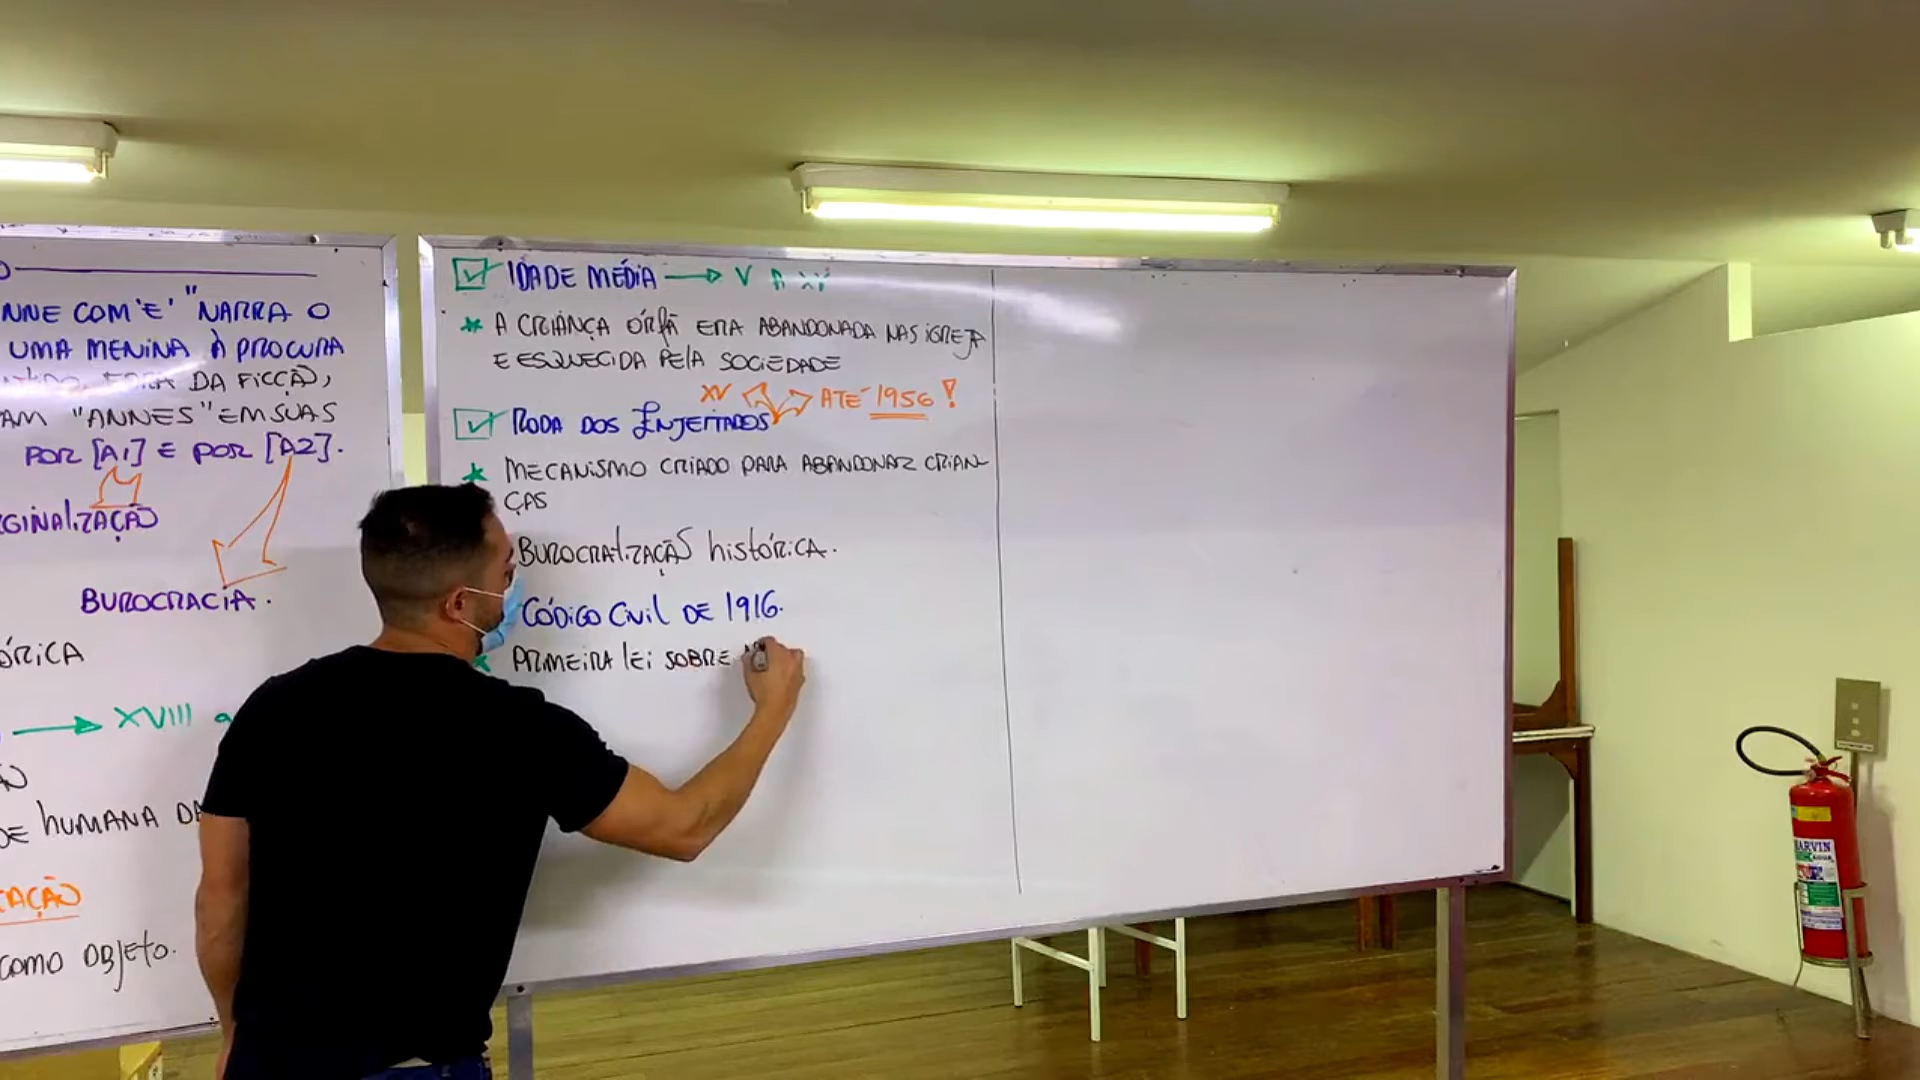 NNE COM 'E' "NARRA O
UMA MENINA À PROCURA
DA FICÇÃO,
AM "ANNES" EM SUAS
POR [A1] E POR [A2].
GINALIZAÇÃO
BUROCRACIA.
ÓRICA
XVIII
ÃO
DE HUMANA DA
AÇÃO
COMO OBJETO.
IDADE MÉDIA → V A XV
* A CRIANÇA ÓRFÃ ERA ABANDONADA NAS IGREJA
E ESQUECIDA PELA SOCIEDADE
XV ATÉ 1956!
RODA DOS ENJEITADOS
* MECANISMO CRIADO PARA ABANDONAR CRIAN-
ÇAS
BUROCRATIZAÇÃO HISTÓRICA.
CÓDIGO CIVIL DE 1916.
* PRIMEIRA LEI SOBRE